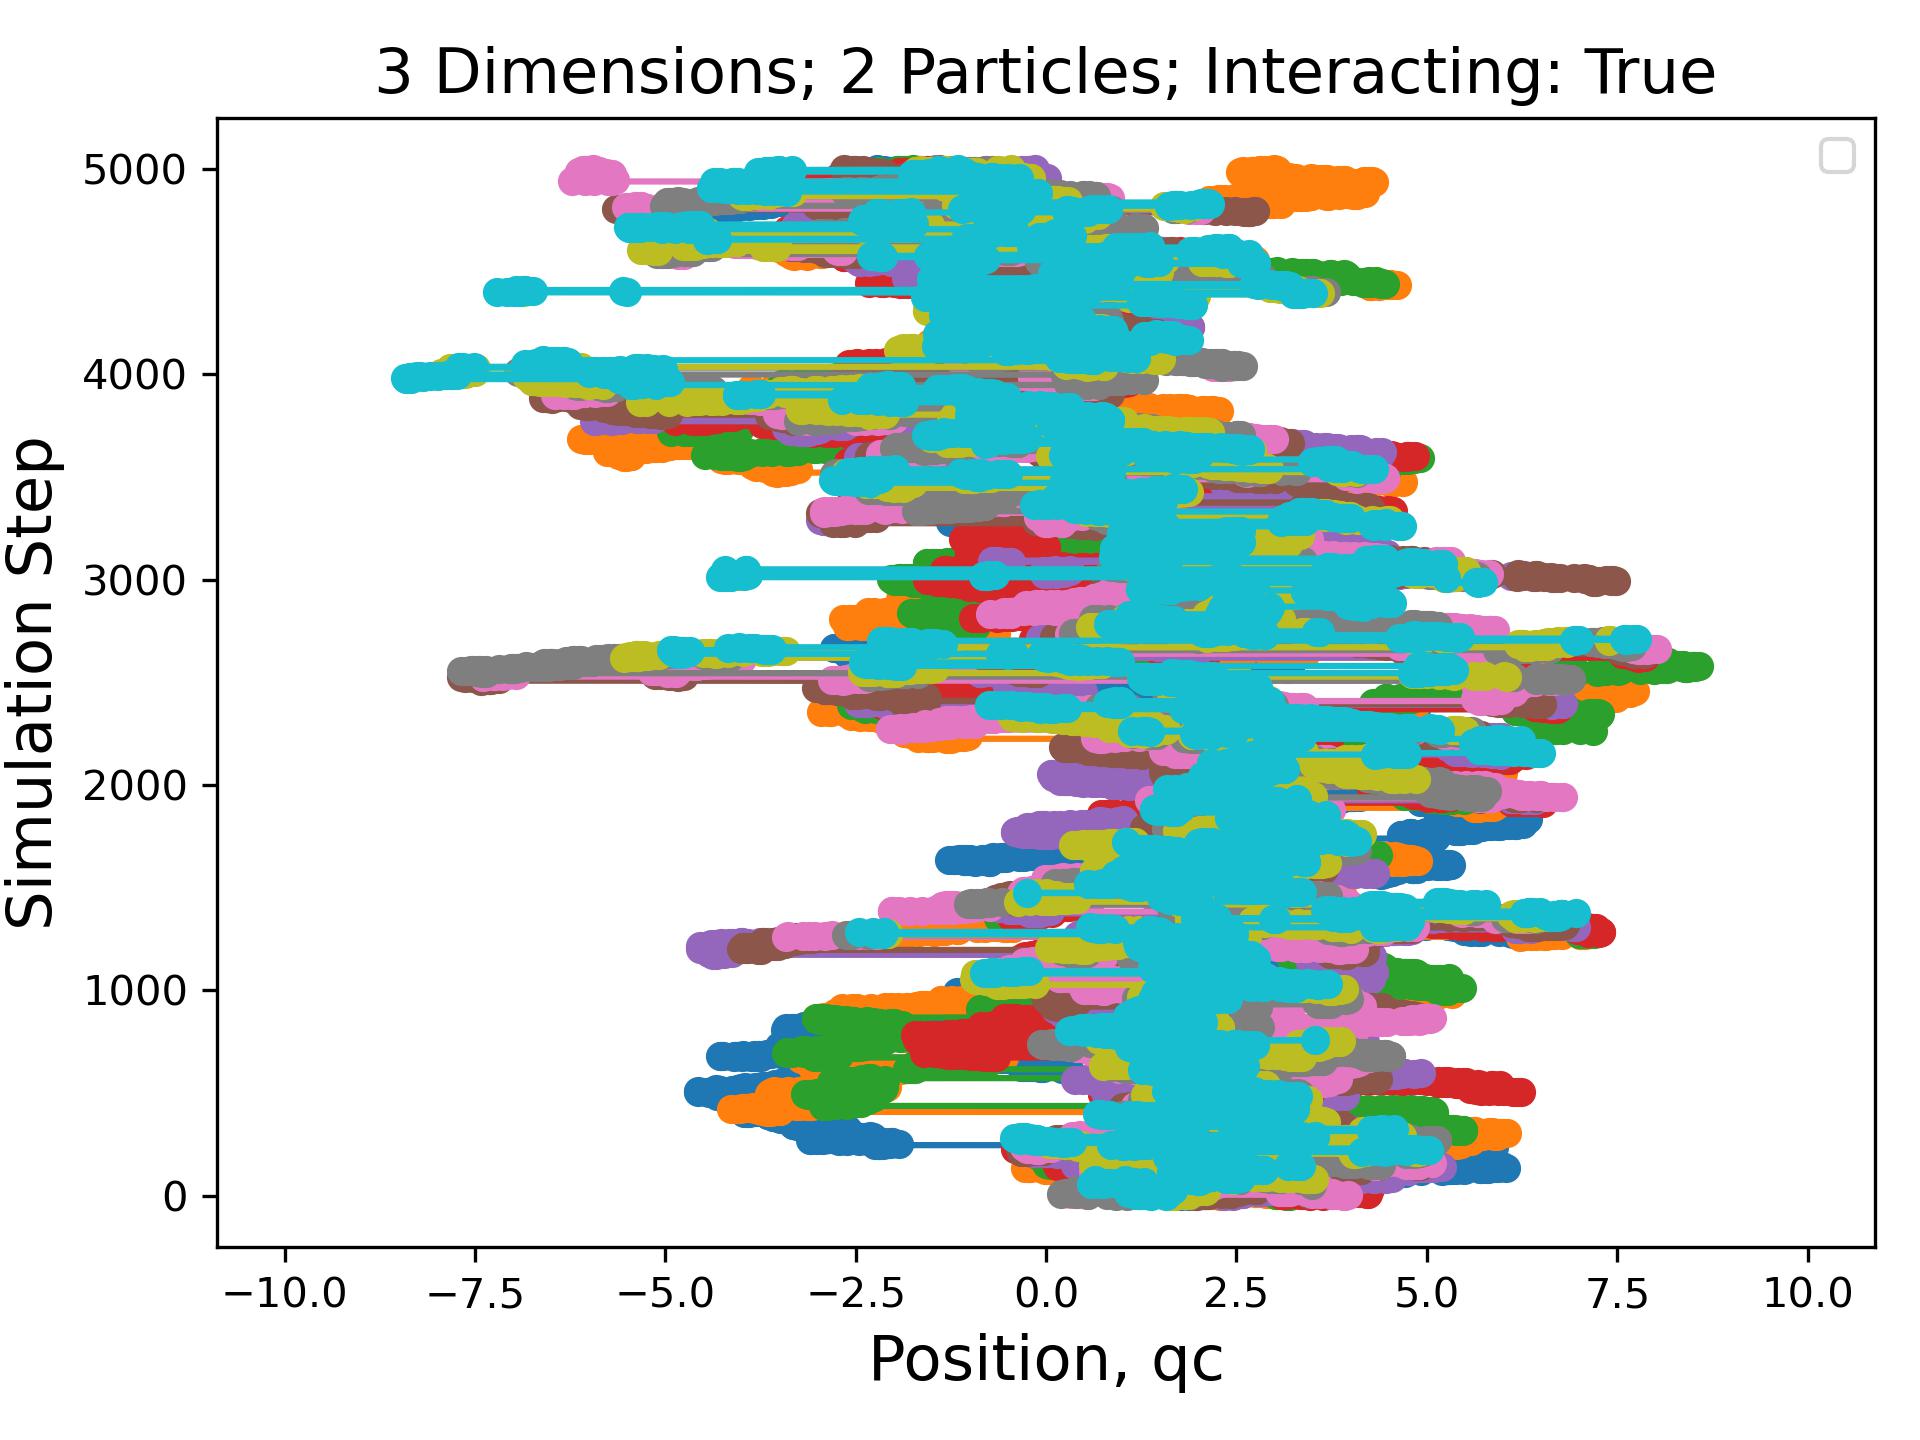 3 Dimensions; 2 Particles; Interacting: True
Simulation Step
5000
4000
3000
2000
1000
0
−10.0 −7.5 −5.0 −2.5 0.0 2.5 5.0 7.5 10.0
Position, qc